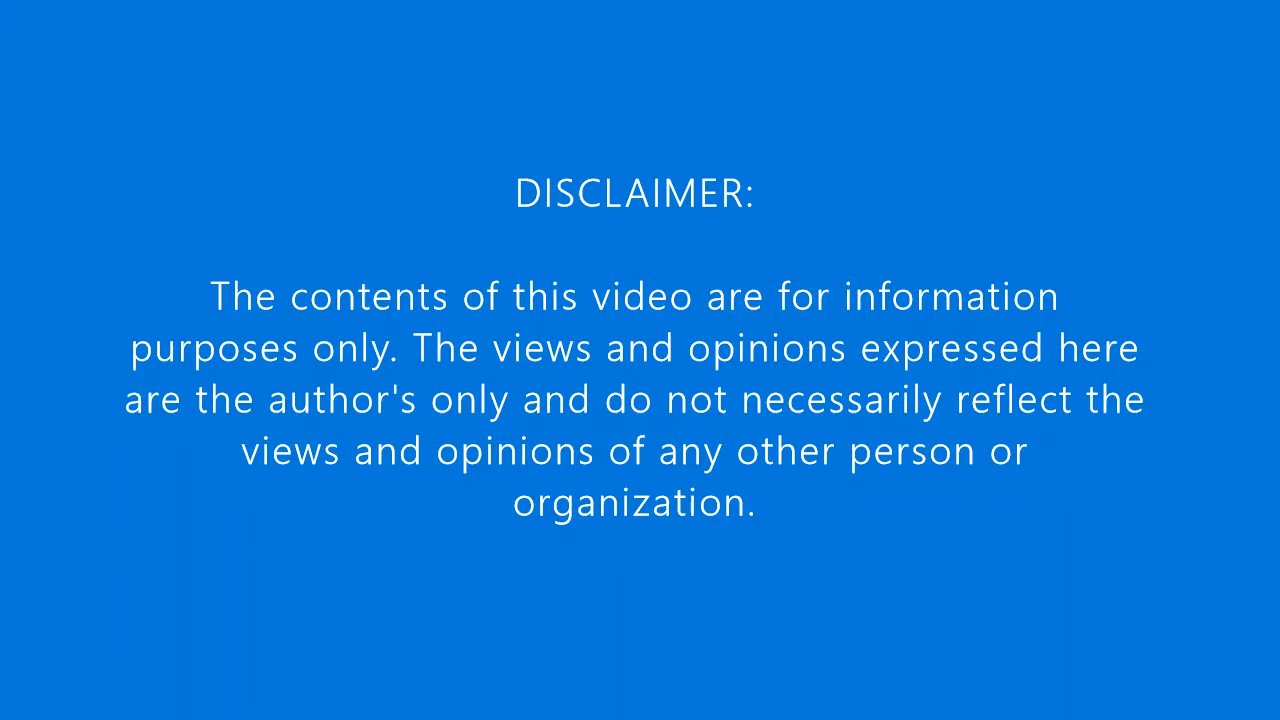 DISCLAIMER:
The contents of this video are for information
purposes only. The views and opinions expressed here
are the author's only and do not necessarily reflect the
views and opinions of any other person or
organization.